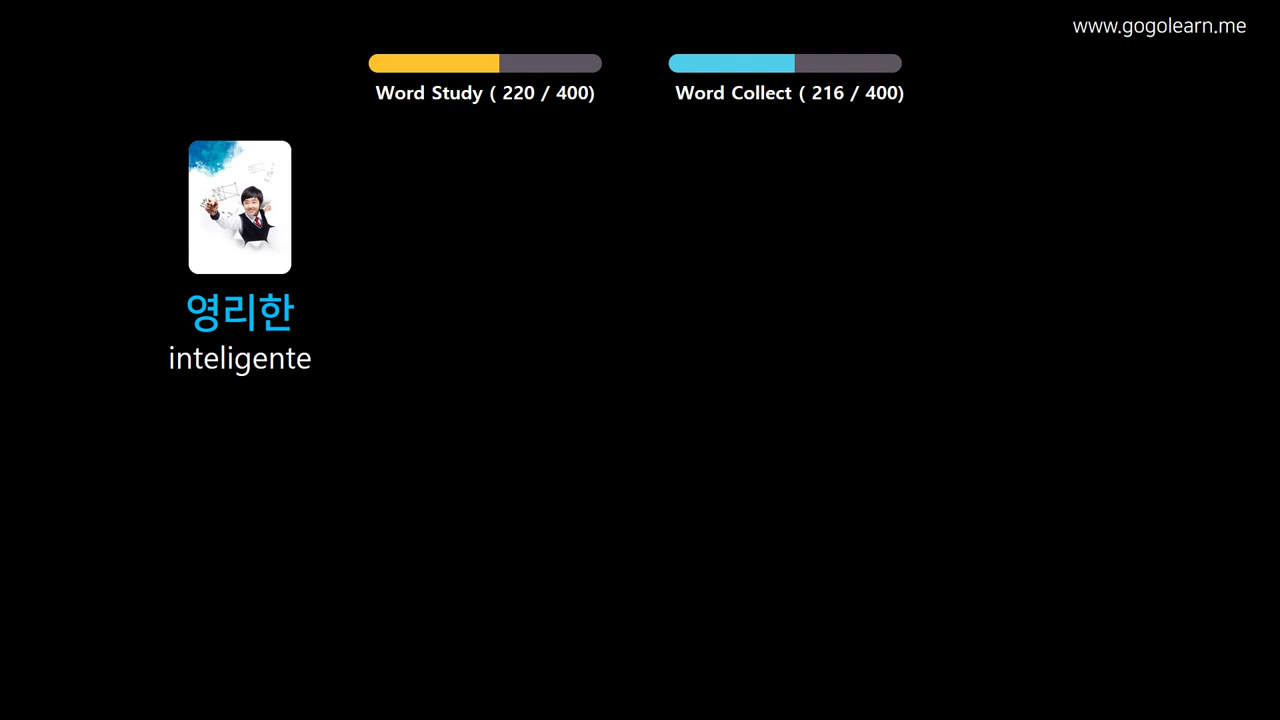 www.gogolearn.me
Word Study ( 220 / 400)
Word Collect ( 216 / 400)
영리한
inteligente